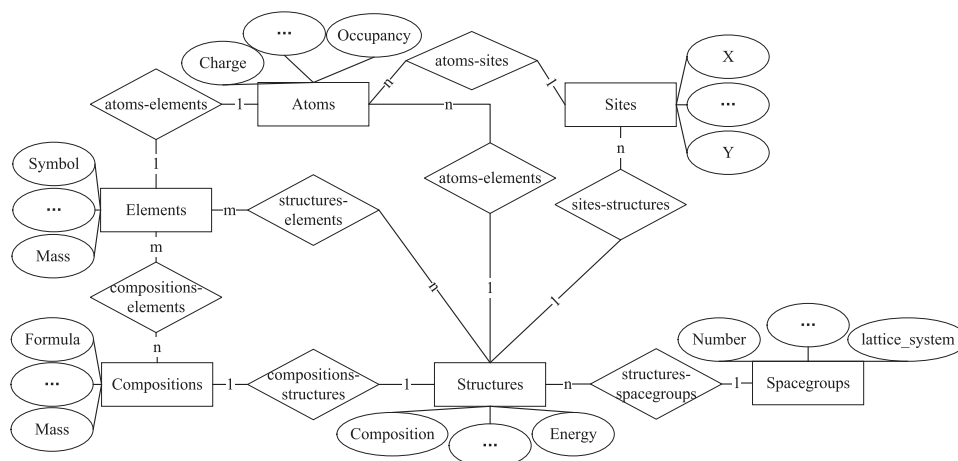 ...
Occupancy
Charge
atoms-sites
X
n
1
atoms-elements
1
Atoms
n
Sites
...
Y
1
n
Symbol
atoms-elements
sites-structures
...
Elements
m
structures-
elements
Mass
m
compositions-
elements
n
1
1
n
Formula
Number
...
lattice_system
...
Compositions
1
compositions-
structures
1
Structures
n
structures-
spacegroups
1
Spacegroups
Mass
Composition
...
Energy